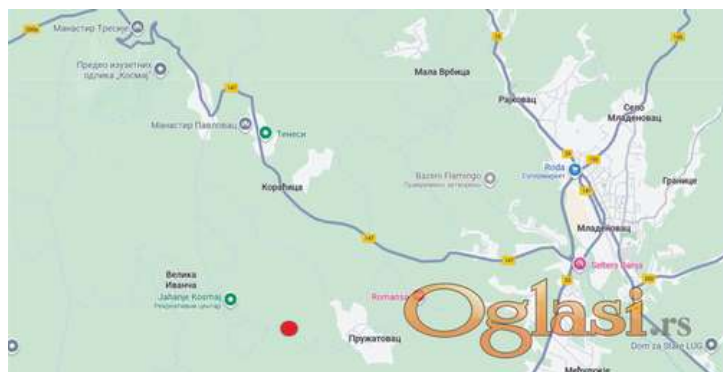 Манастир Тресије
Предео изузетних
одлика „Космај“
147
Манастир Павловац
Тенеси
Кораћица
Мала Врбица
Рајковац
Село
Младеновац
Roda
Супермаркет
Bazeni Flamingo
Привремено затворено
Границе
Младеновац
147
147
Selters Banja
Велика
Иванча
Jahanje Kosmaj
Рекреативни центар
Romansa
Пружатовац
Oglasi.rs
Dom za Stare LUG
Међулужје